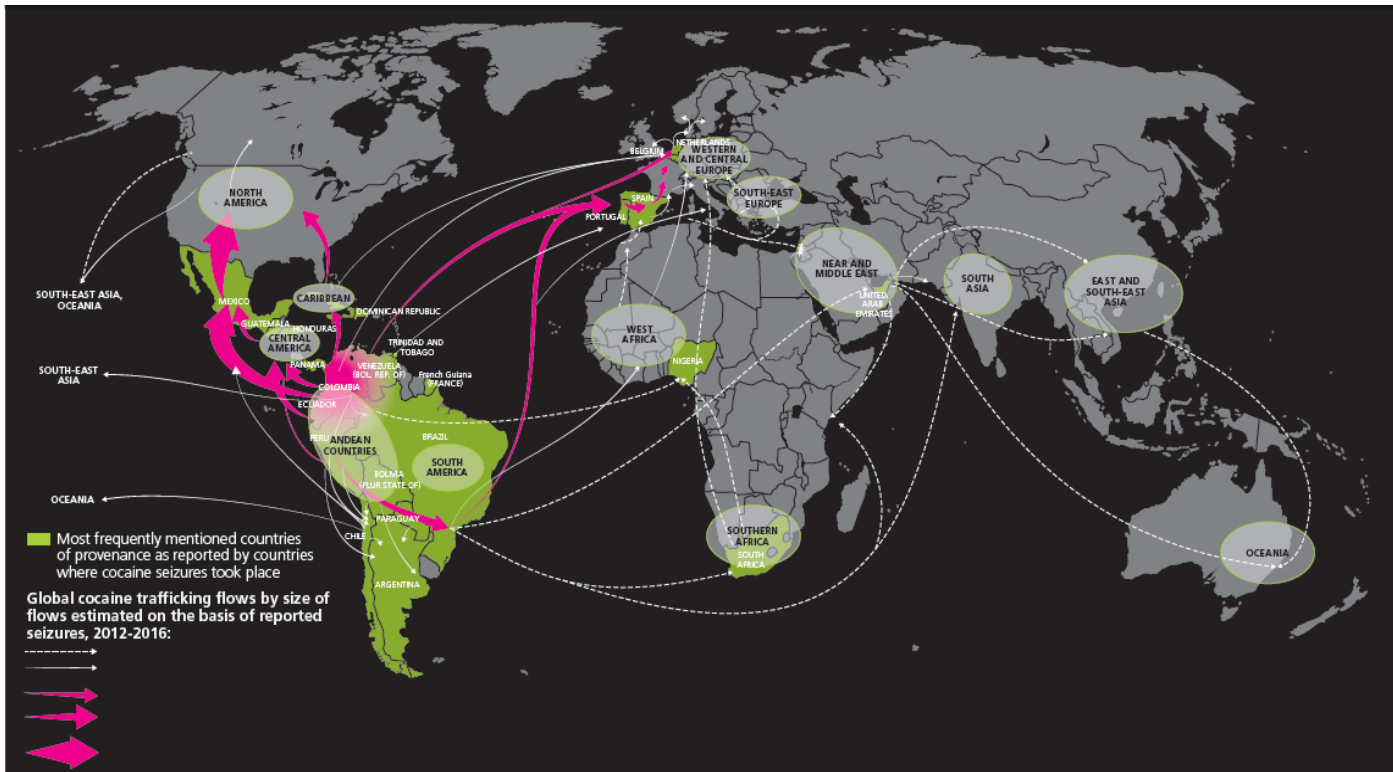 NETHERLANDS
BELGIUM
WESTERN
AND CENTRAL
EUROPE
NORTH
AMERICA
SPAIN
SOUTH-EAST
EUROPE
PORTUGAL
NEAR AND
MIDDLE EAST
SOUTH
ASIA
EAST AND
SOUTH-EAST
ASIA
SOUTH-EAST ASIA,
OCEANIA
MEXICO
CARIBBEAN
UNITED
ARAB
EMIRATES
DOMINICAN REPUBLIC
GUATEMALA
HONDURAS
CENTRAL
AMERICA
WEST
AFRICA
TRINIDAD AND
TOBAGO
NIGERIA
PANAMA
VENEZUELA
(BOL. REP. OF)
SOUTH-EAST
ASIA
French Guiana
(FRANCE)
COLOMBIA
ECUADOR
PERU
ANDEAN
COUNTRIES
BRAZIL
SOUTH
AMERICA
BOLIVIA
(PLUR STATE OF)
OCEANIA
PARAGUAY
CHILE
SOUTHERN
AFRICA
SOUTH
AFRICA
OCEANIA
ARGENTINA
Most frequently mentioned countries
of provenance as reported by countries
where cocaine seizures took place
Global cocaine trafficking flows by size of
flows estimated on the basis of reported
seizures, 2012-2016: